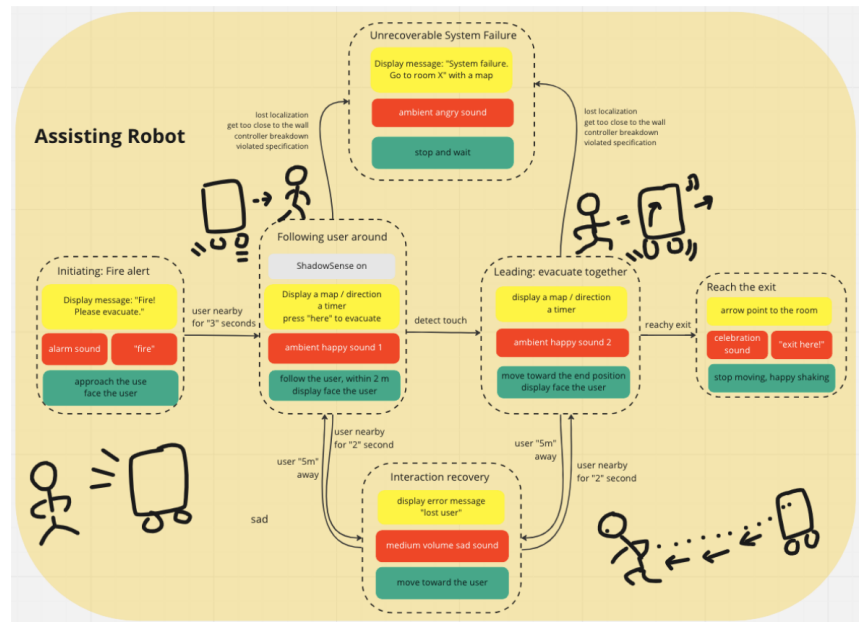 Unrecoverable System Failure
Display message: "System failure.
Go to room X" with a map
ambient angry sound
stop and wait
lost localization
get too close to the wall
controller breakdown
violated specification
lost localization
get too close to the wall
controller breakdown
violated specification
Assisting Robot
Initiating: Fire alert
Display message: "Fire!
Please evacuate."
alarm sound
"fire"
approach the use
face the user
user nearby
for "3" seconds
Following user around
ShadowSense on
Display a map / direction
a timer
press "here" to evacuate
ambient happy sound 1
follow the user, within 2 m
display face the user
detect touch
Leading: evacuate together
display a map / direction
a timer
ambient happy sound 2
move toward the end position
display face the user
reachy exit
Reach the exit
arrow point to the room
celebration
sound
"exit here!"
stop moving, happy shaking
user nearby
for "2" second
user "5m"
away
user "5m"
away
user nearby
for "2" second
Interaction recovery
display error message
"lost user"
medium volume sad sound
move toward the user
sad